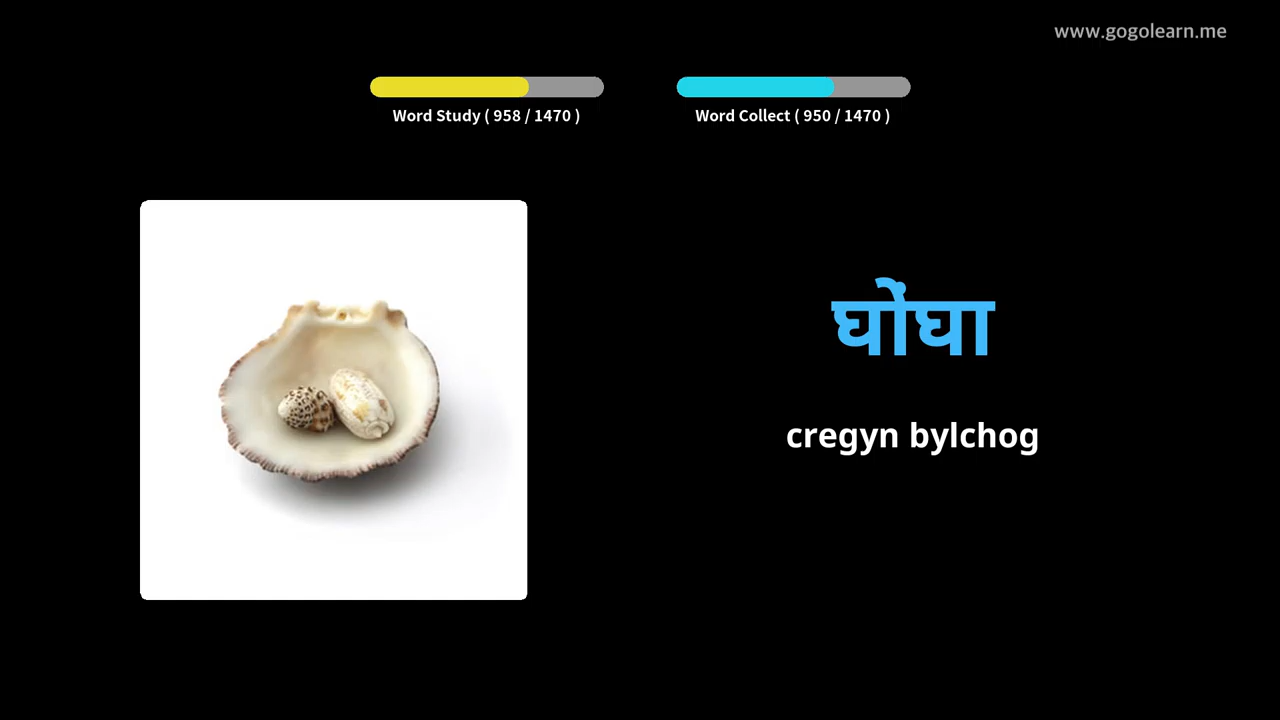 www.gogolearn.me
Word Study ( 958 / 1470 )
Word Collect ( 950 / 1470 )
घोंघा
cregyn bylchog